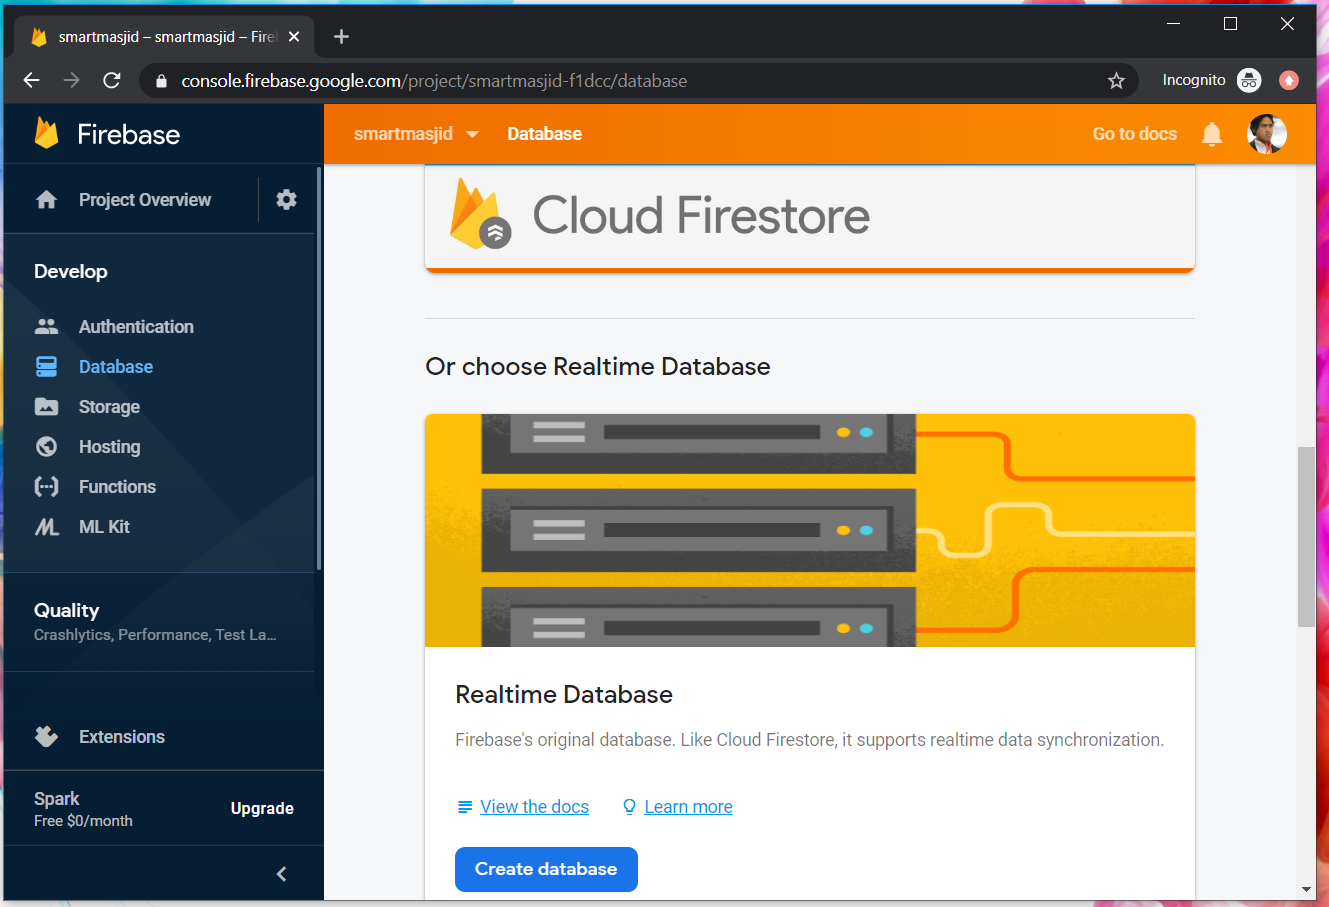 smartmasjid – smartmasjid – Fire
console.firebase.google.com/project/smartmasjid-f1dcc/database
Incognito
Firebase
smartmasjid
Database
Go to docs
Project Overview
Develop
Authentication
Database
Storage
Hosting
Functions
ML Kit
Quality
Crashlytics, Performance, Test La...
Extensions
Spark
Free $0/month
Upgrade
Cloud Firestore
Or choose Realtime Database
Realtime Database
Firebase's original database. Like Cloud Firestore, it supports realtime data synchronization.
View the docs
Learn more
Create database